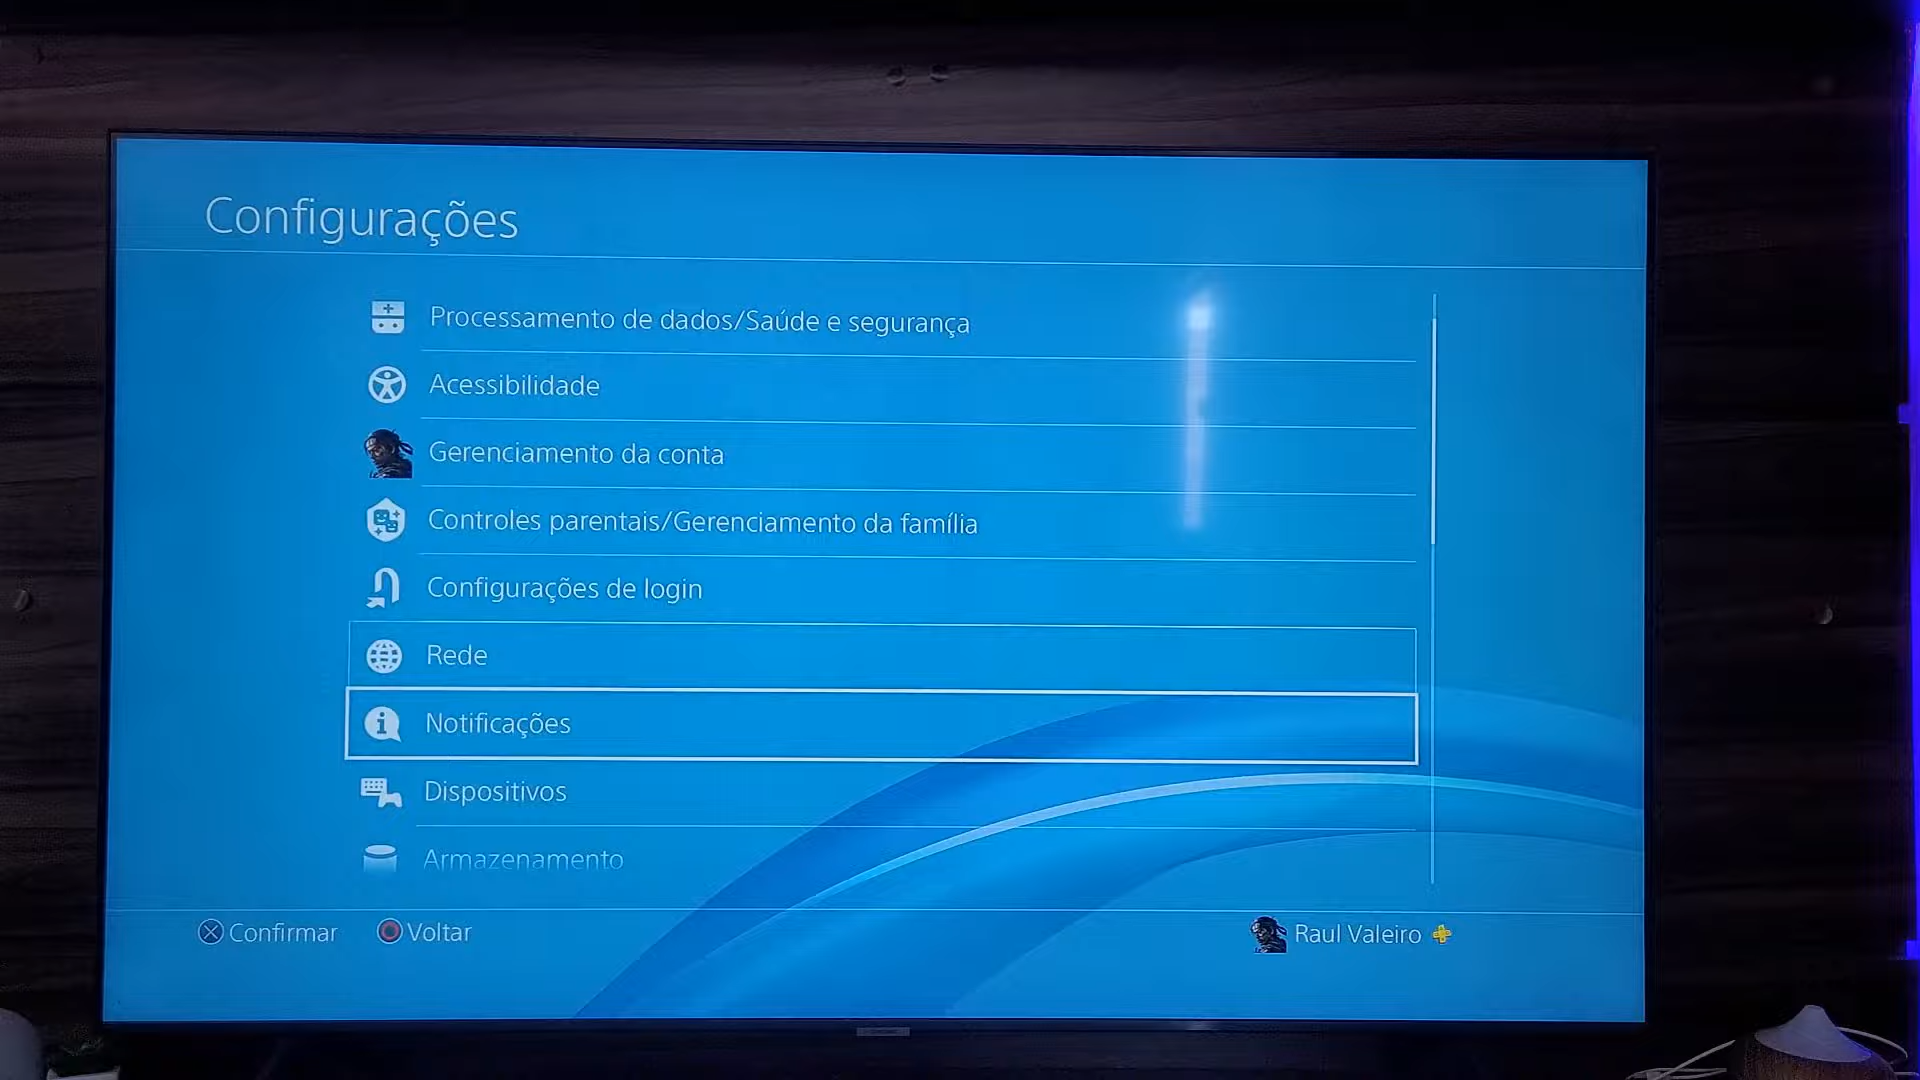 Configurações
Processamento de dados/Saúde e segurança
Acessibilidade
Gerenciamento da conta
Controles parentais/Gerenciamento da família
Configurações de login
Rede
Notificações
Dispositivos
Armazenamento
Confirmar
Voltar
Raul Valeiro